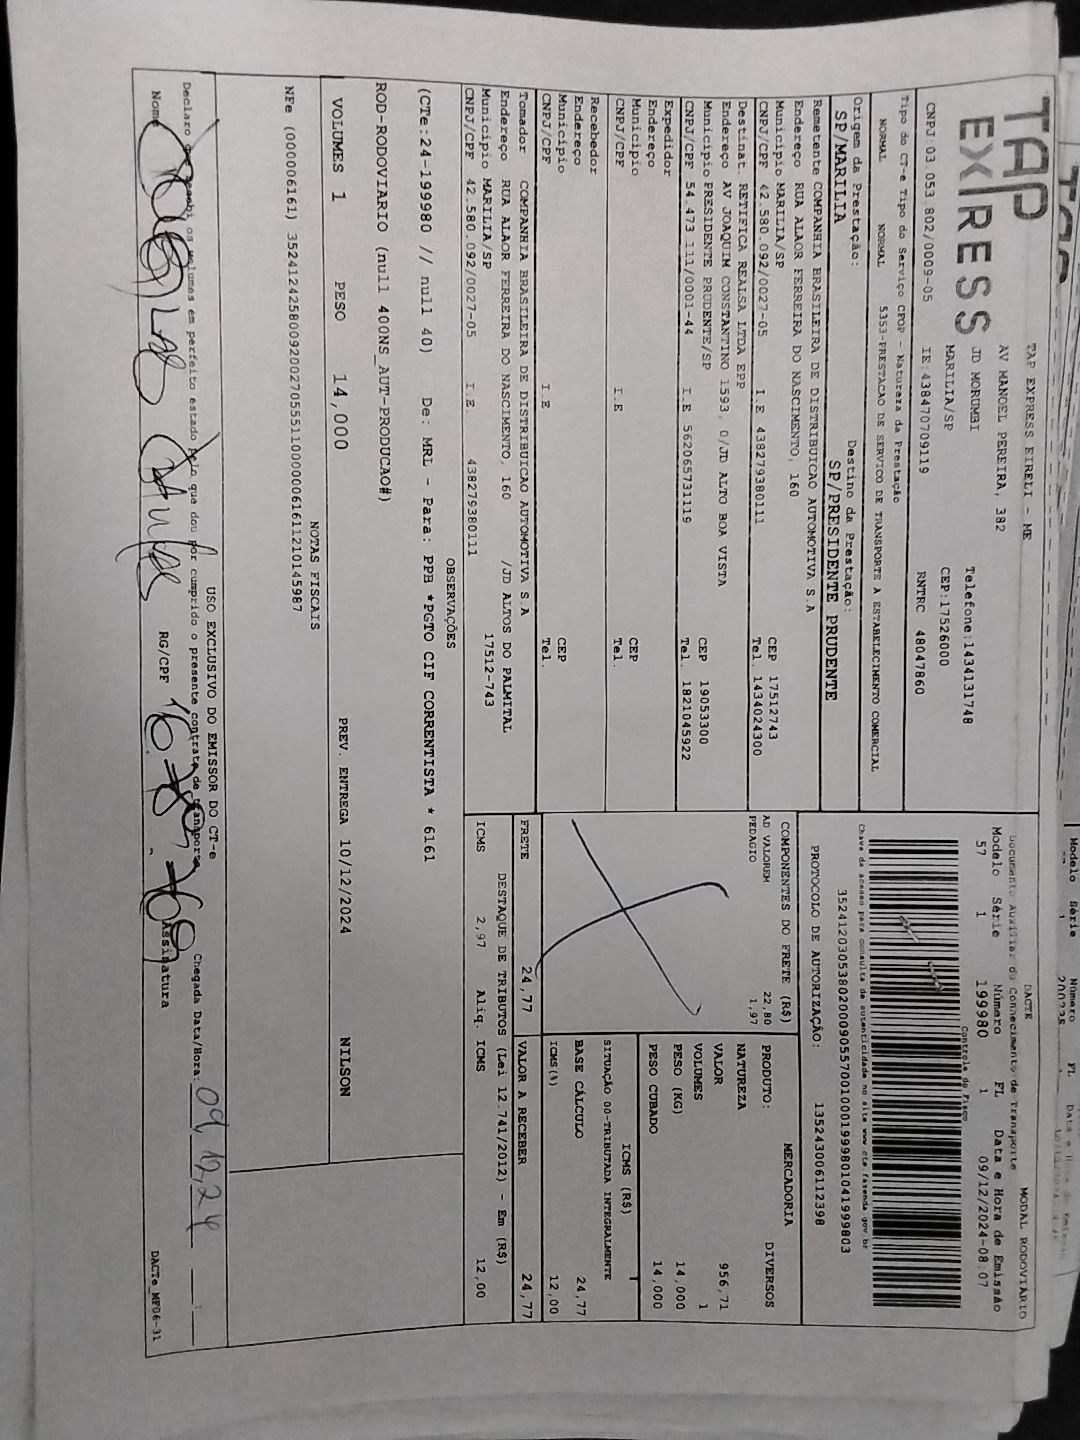 TAP
EXPRESS
TAP EXPRESS EIRELI - ME
AV MANOEL PEREIRA, 382
JD MORUMBI
MARILIA/SP
Telefone:1434131748
CEP:17526000
CNPJ:03 053 802/0009-05 IE:438470709119 RNTRC 48047860
Tipo do CT-e Tipo do Serviço CFOP - Natureza da Prestação
NORMAL NORMAL 5353-PRESTACAO DE SERVICO DE TRANSPORTE A ESTABELECIMENTO COMERCIAL
Origem da Prestação: Destino da Prestação:
SP/MARILIA SP/PRESIDENTE PRUDENTE
Remetente COMPANHIA BRASILEIRA DE DISTRIBUICAO AUTOMOTIVA S.A
Endereço RUA ALAOR FERREIRA DO NASCIMENTO, 160
Município MARILIA/SP CEP 17512743
CNPJ/CPF 42.580.092/0027-05 I.E 438279380111 Tel. 1434024300
Destinat. RETIFICA REALSA LTDA EPP
Endereço AV JOAQUIM CONSTANTINO 1593, 0/JD ALTO BOA VISTA
Município PRESIDENTE PRUDENTE/SP CEP 19053300
CNPJ/CPF 54.473 111/0001-44 I.E 562065731119 Tel. 1821045922
Expedidor
Endereço
Município CEP
CNPJ/CPF I.E Tel.
Recebedor
Endereço
Município CEP
CNPJ/CPF I.E Tel.
Tomador COMPANHIA BRASILEIRA DE DISTRIBUICAO AUTOMOTIVA S.A
Endereço RUA ALAOR FERREIRA DO NASCIMENTO, 160 /JD ALTOS DO PALMITAL
Município MARILIA/SP 17512-743
CNPJ/CPF 42.580.092/0027-05 I.E. 438279380111
DACTE MODAL RODOVIÁRIO
Documento Auxiliar do Conhecimento de Transporte
Modelo Série Número FL Data e Hora de Emissão
57 1 199980 1 09/12/2024-08:07
Controle do Fisco
Chave de acesso para consulta de autenticidade no site www cte fazenda gov br
PROTOCOLO DE AUTORIZAÇÃO: 135243006112398
COMPONENTES DO FRETE (R$)
AD VALOREM 22,80
PEDAGIO 1,97
MERCADORIA
PRODUTO: DIVERSOS
NATUREZA
VALOR 956,71
VOLUMES 1
PESO (KG) 14,000
PESO CUBADO 14,000
ICMS (R$)
SITUAÇÃO 00-TRIBUTADA INTEGRALMENTE
BASE CÁLCULO 24,77
ICMS(%) 12,00
FRETE 24,77 VALOR A RECEBER 24,77
DESTAQUE DE TRIBUTOS (Lei 12.741/2012) - Em (R$)
ICMS 2,97 Aliq. ICMS 12,00
OBSERVAÇÕES
(CTe:24-199980 // null 40) De: MRL - Para: PPB *PGTO CIF CORRENTISTA * 6161
ROD-RODOVIARIO (null 400NS_AUT-PRODUCAO#)
VOLUMES 1 PESO 14,000 PREV. ENTREGA 10/12/2024 NILSON
NOTAS FISCAIS
NFe (000006161)
USO EXCLUSIVO DO EMISSOR DO CT-e
Declaro que recebi os volumes em perfeito estado pelo que dou por cumprido o presente contrato de transporte Chegada Data/Hora: 09/12/24
Nome RG/CPF Assinatura
DACTe_MF06-31